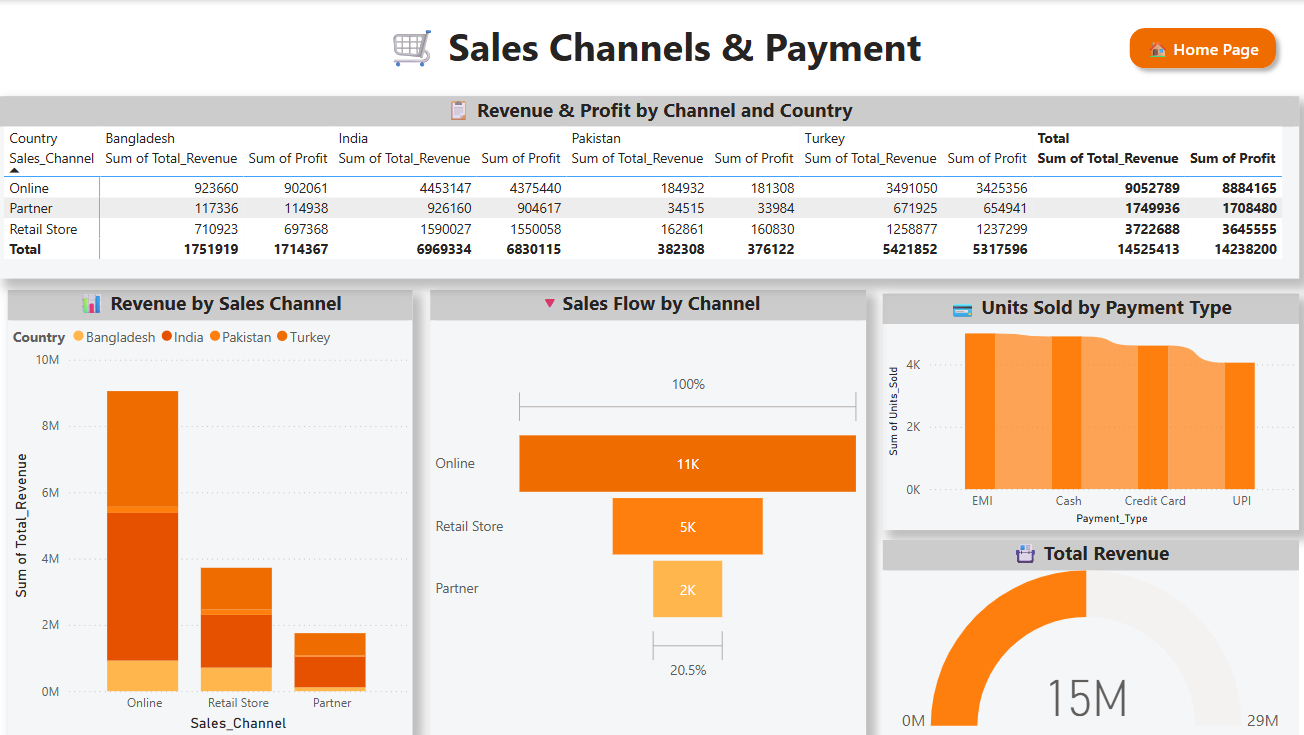 Sales Channels & Payment
Home Page
Revenue & Profit by Channel and Country
Country Bangladesh India Pakistan Turkey Total
Sales_Channel Sum of Total_Revenue Sum of Profit Sum of Total_Revenue Sum of Profit Sum of Total_Revenue Sum of Profit Sum of Total_Revenue Sum of Profit Sum of Total_Revenue Sum of Profit
Online 923660 902061 4453147 4375440 184932 181308 3491050 3425356 9052789 8884165
Partner 117336 114938 926160 904617 34515 33984 671925 654941 1749936 1708480
Retail Store 710923 697368 1590027 1550058 162861 160830 1258877 1237299 3722688 3645555
Total 1751919 1714367 6969334 6830115 382308 376122 5421852 5317596 14525413 14238200
Revenue by Sales Channel
Country Bangladesh India Pakistan Turkey
Sum of Total_Revenue
10M
8M
6M
4M
2M
0M
Online Retail Store Partner
Sales_Channel
Sales Flow by Channel
100%
Online 11K
Retail Store 5K
Partner 2K
20.5%
Units Sold by Payment Type
Sum of Units_Sold
4K
2K
0K
EMI Cash Credit Card UPI
Payment_Type
Total Revenue
15M
0M 29M